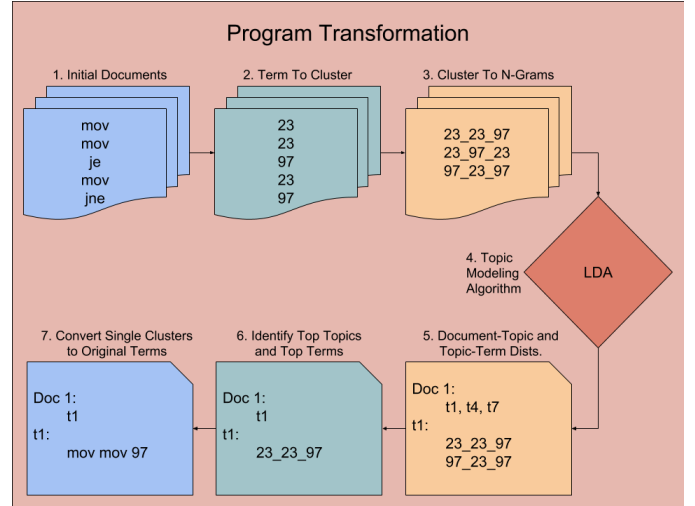 Program Transformation
1. Initial Documents
mov
mov
je
mov
jne
2. Term To Cluster
23
23
97
23
97
3. Cluster To N-Grams
23_23_97
23_97_23
97_23_97
4. Topic
Modeling
Algorithm
LDA
5. Document-Topic and
Topic-Term Dists.
Doc 1:
t1, t4, t7
t1:
23_23_97
97_23_97
6. Identify Top Topics
and Top Terms
Doc 1:
t1
t1:
23_23_97
7. Convert Single Clusters
to Original Terms
Doc 1:
t1
t1:
mov mov 97